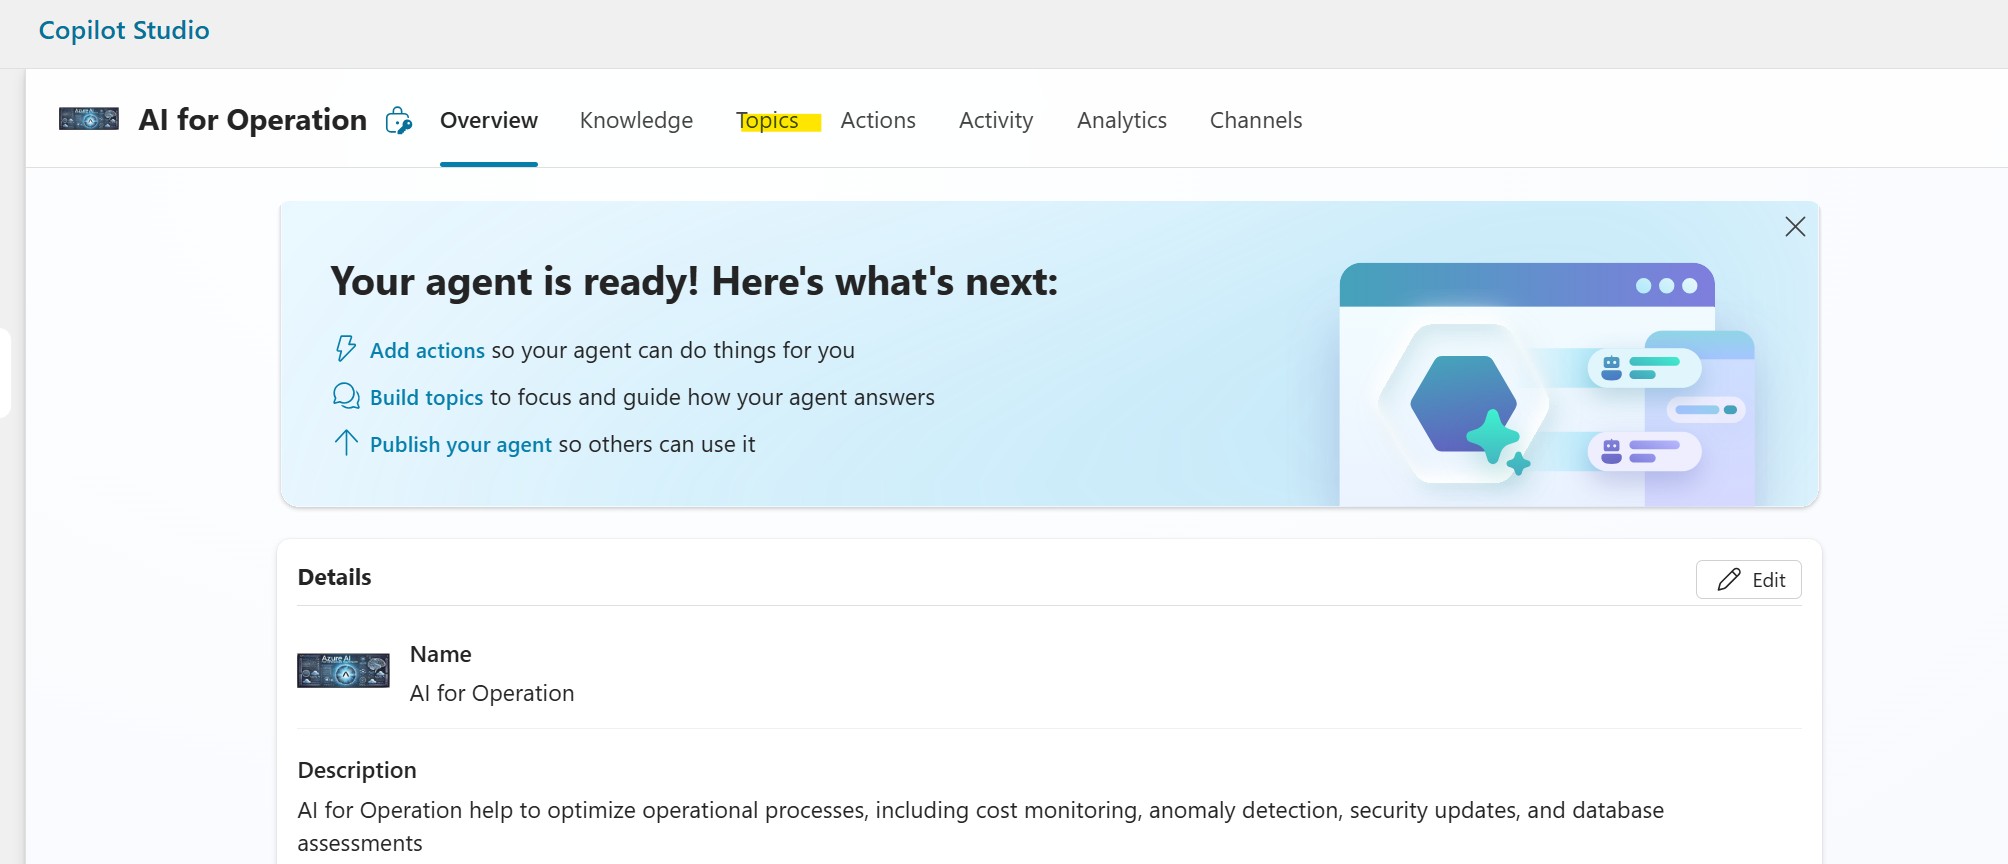 Copilot Studio
AI for Operation
Overview
Knowledge
Topics
Actions
Activity
Analytics
Channels
Your agent is ready! Here's what's next:
Add actions so your agent can do things for you
Build topics to focus and guide how your agent answers
Publish your agent so others can use it
Details
Edit
Azure AI
Name
AI for Operation
Description
AI for Operation help to optimize operational processes, including cost monitoring, anomaly detection, security updates, and database
assessments